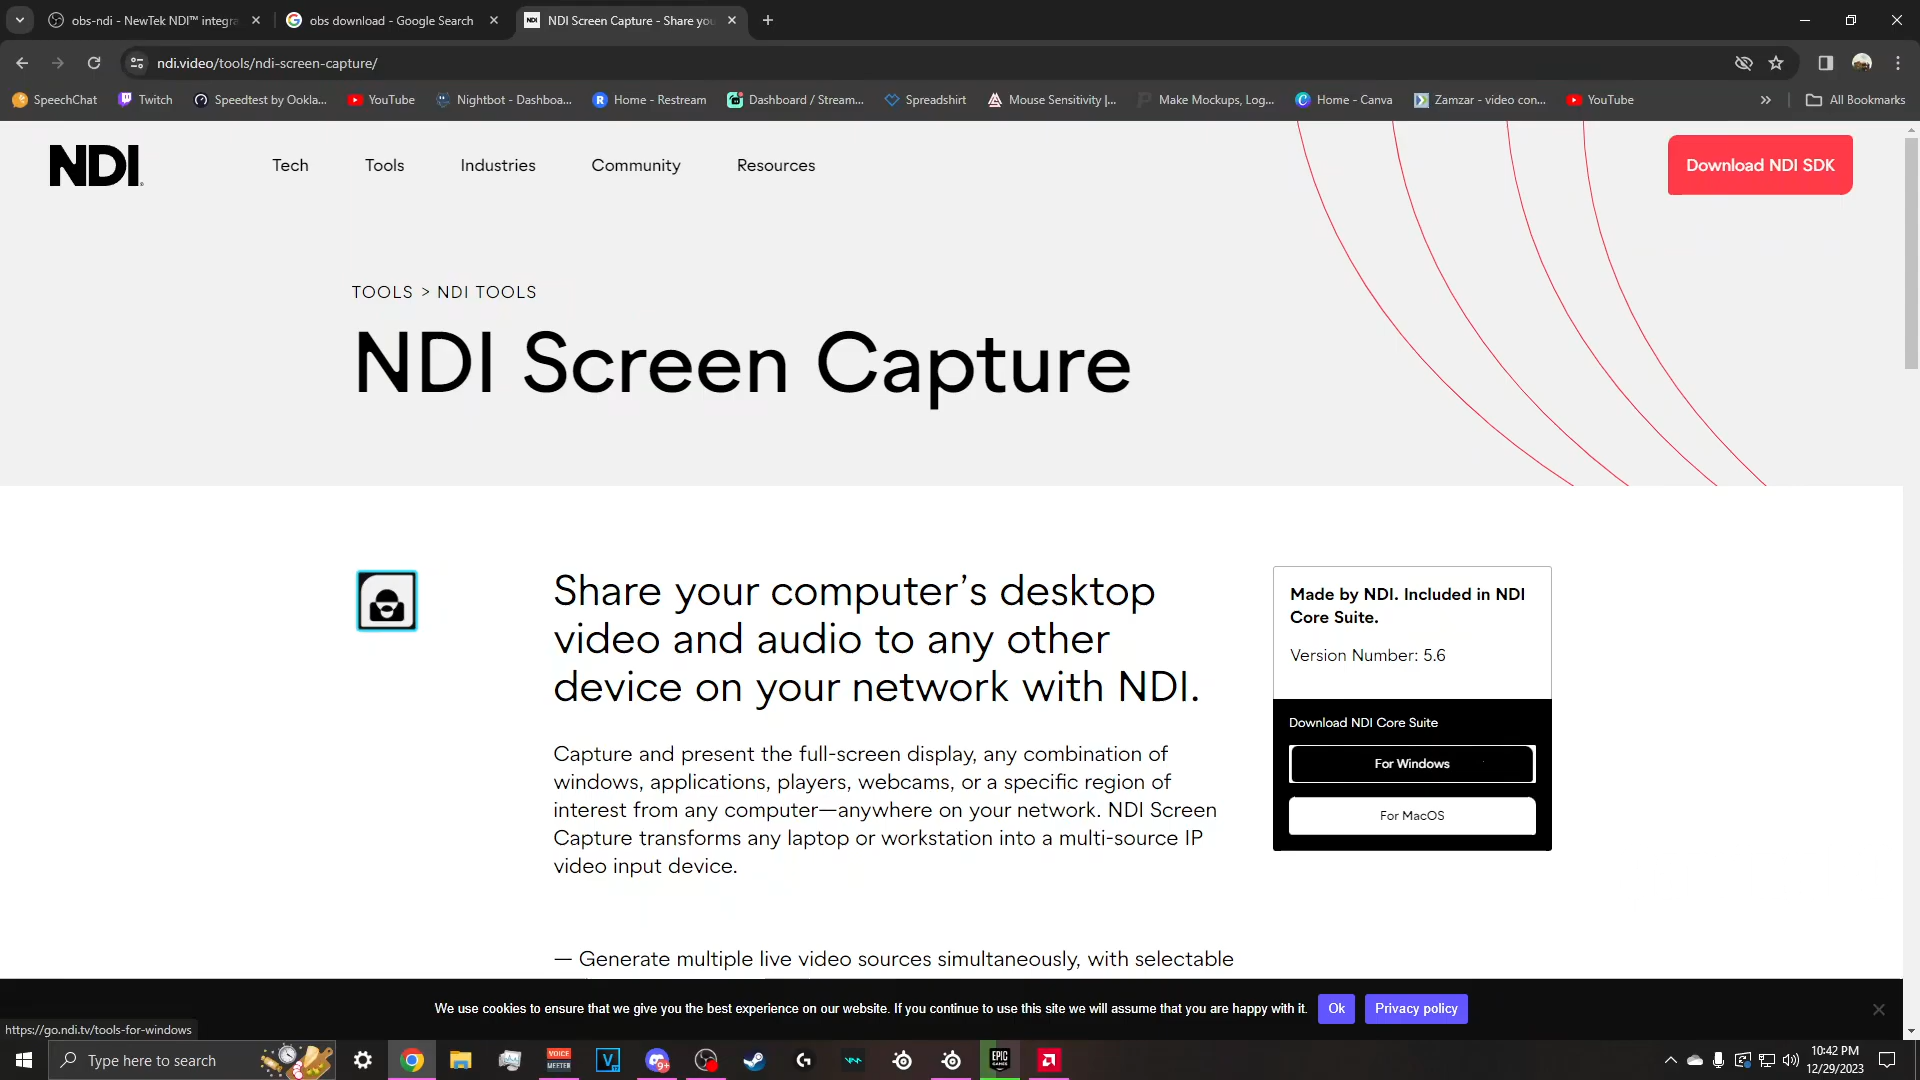 obs-ndi - NewTek NDI™ integra
obs download - Google Search
NDI
NDI Screen Capture - Share you
ndi.video/tools/ndi-screen-capture/
SpeechChat
Twitch
Speedtest by Ookla...
YouTube
Nightbot - Dashboa...
Home - Restream
Dashboard / Stream...
Spreadshirt
Mouse Sensitivity |...
Make Mockups, Log...
Home - Canva
Zamzar - video con...
YouTube
All Bookmarks
NDI
Tech
Tools
Industries
Community
Resources
Download NDI SDK
TOOLS > NDI TOOLS
NDI Screen Capture
Share your computer’s desktop
video and audio to any other
device on your network with NDI.
Made by NDI. Included in NDI
Core Suite.
Version Number: 5.6
Download NDI Core Suite
For Windows
For MacOS
Capture and present the full-screen display, any combination of
windows, applications, players, webcams, or a specific region of
interest from any computer—anywhere on your network. NDI Screen
Capture transforms any laptop or workstation into a multi-source IP
video input device.
— Generate multiple live video sources simultaneously, with selectable
We use cookies to ensure that we give you the best experience on our website. If you continue to use this site we will assume that you are happy with it.
Ok
Privacy policy
https://go.ndi.tv/tools-for-windows
Type here to search
VOICE
MEETER
9+
EPIC
GAMES
10:42 PM
12/29/2023